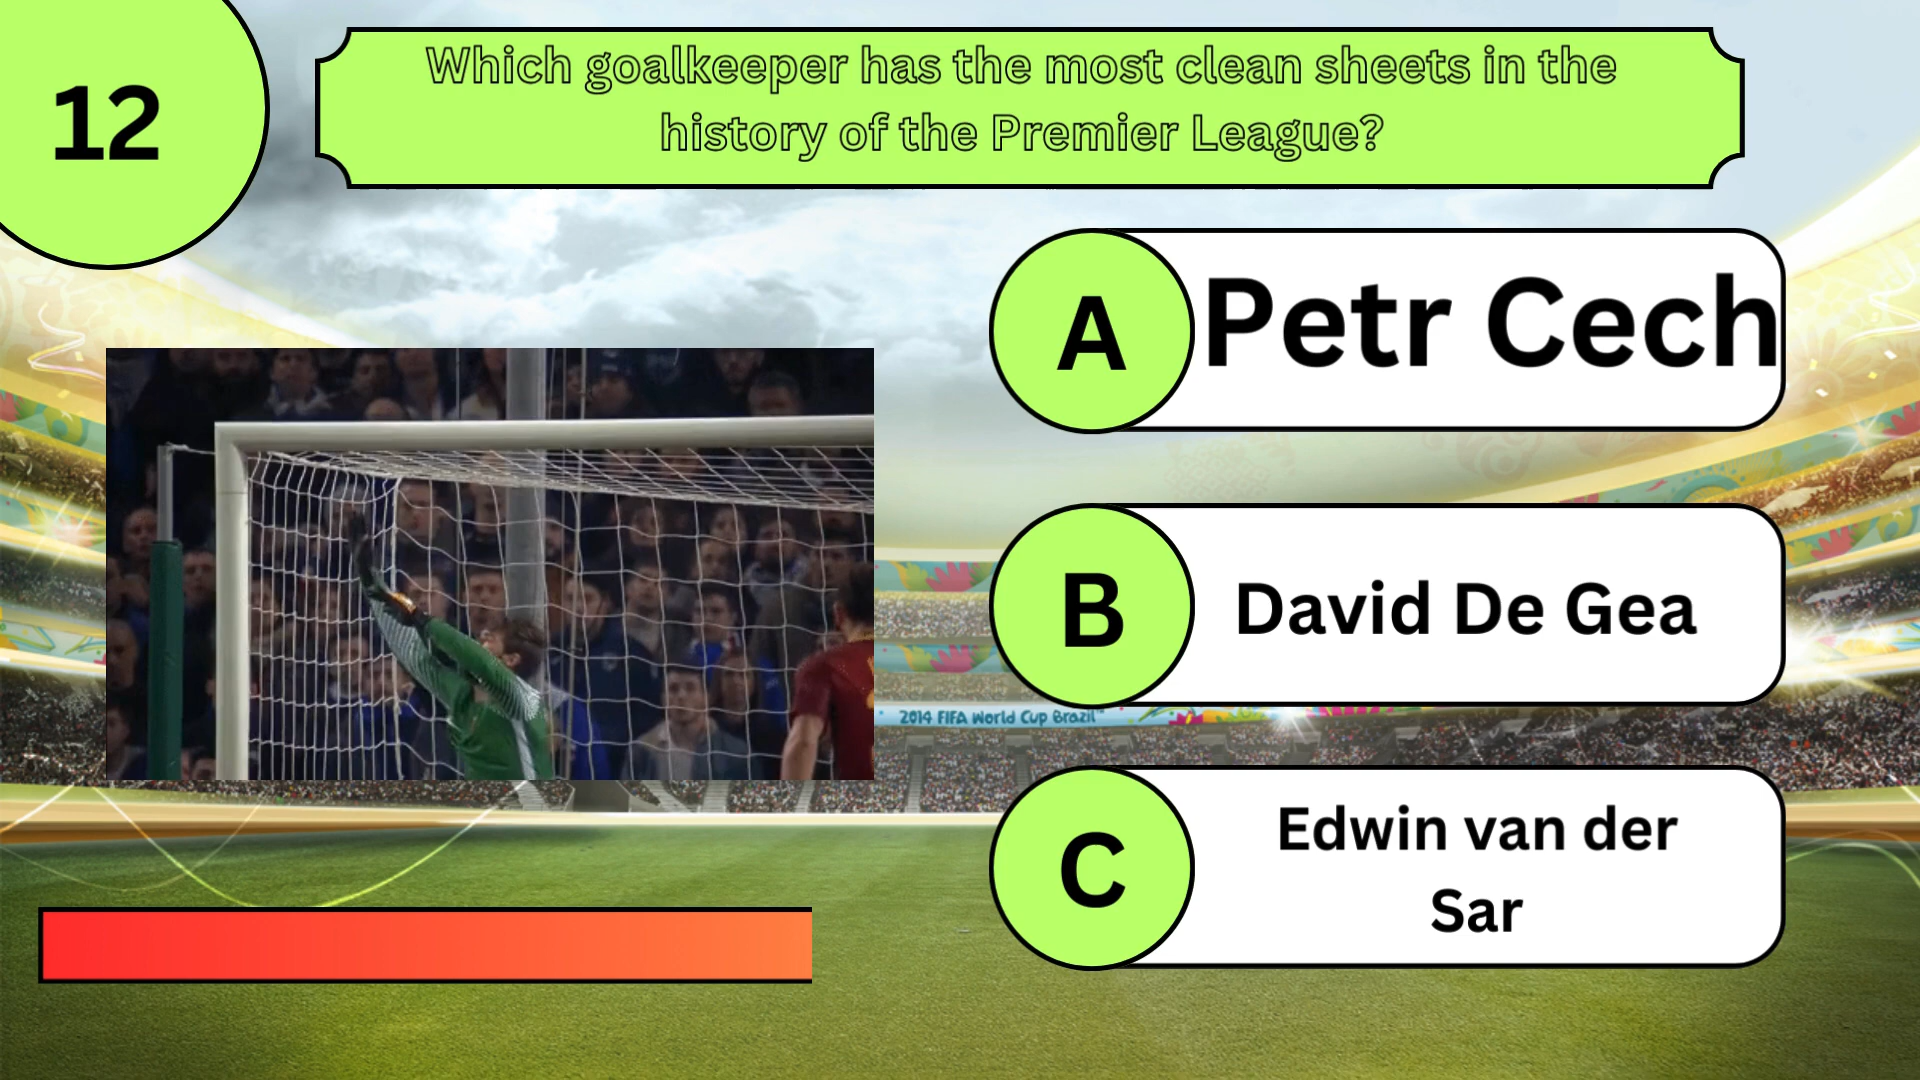 12
Which goalkeeper has the most clean sheets in the
history of the Premier League?
A
Petr Cech
B
David De Gea
2014 FIFA World Cup Brazil™
C
Edwin van der
Sar